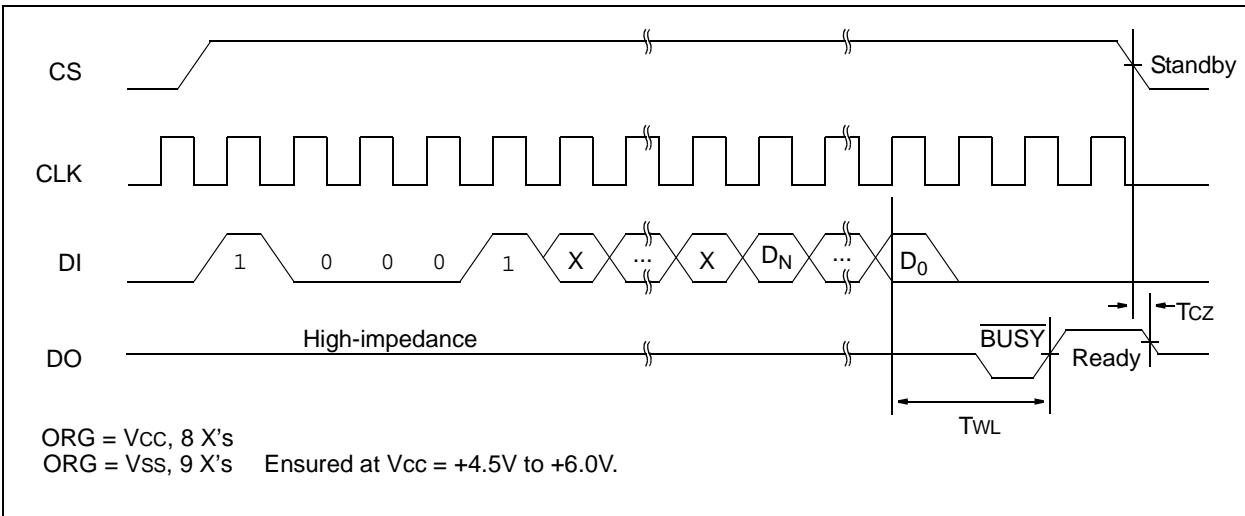 CS
Standby
CLK
DI 1 0 0 0 1 X ... X DN ... D0
TCZ
DO High-impedance BUSY Ready
TWL
ORG = VCC, 8 X's
ORG = VSS, 9 X's Ensured at Vcc = +4.5V to +6.0V.